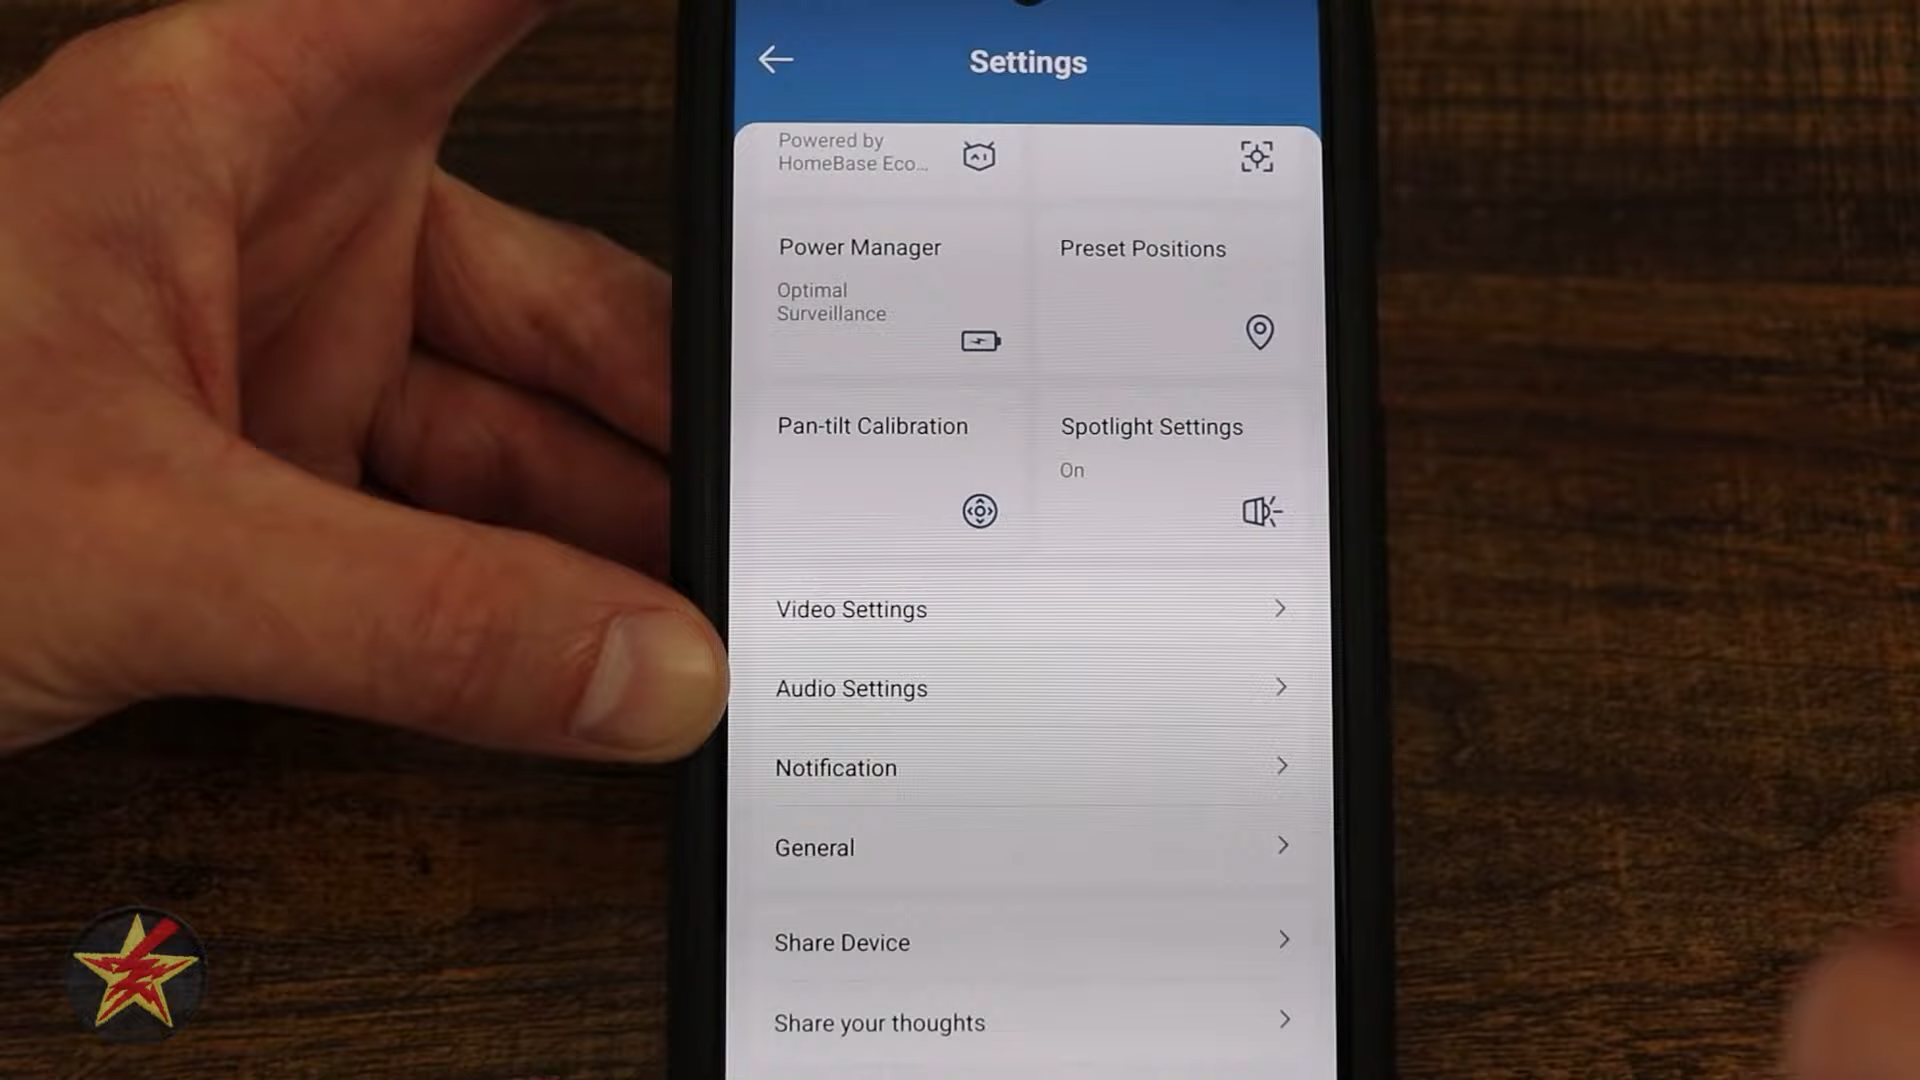 Settings
Powered by
HomeBase Eco...
Power Manager
Preset Positions
Optimal
Surveillance
Pan-tilt Calibration
Spotlight Settings
On
Video Settings
Audio Settings
Notification
General
Share Device
Share your thoughts